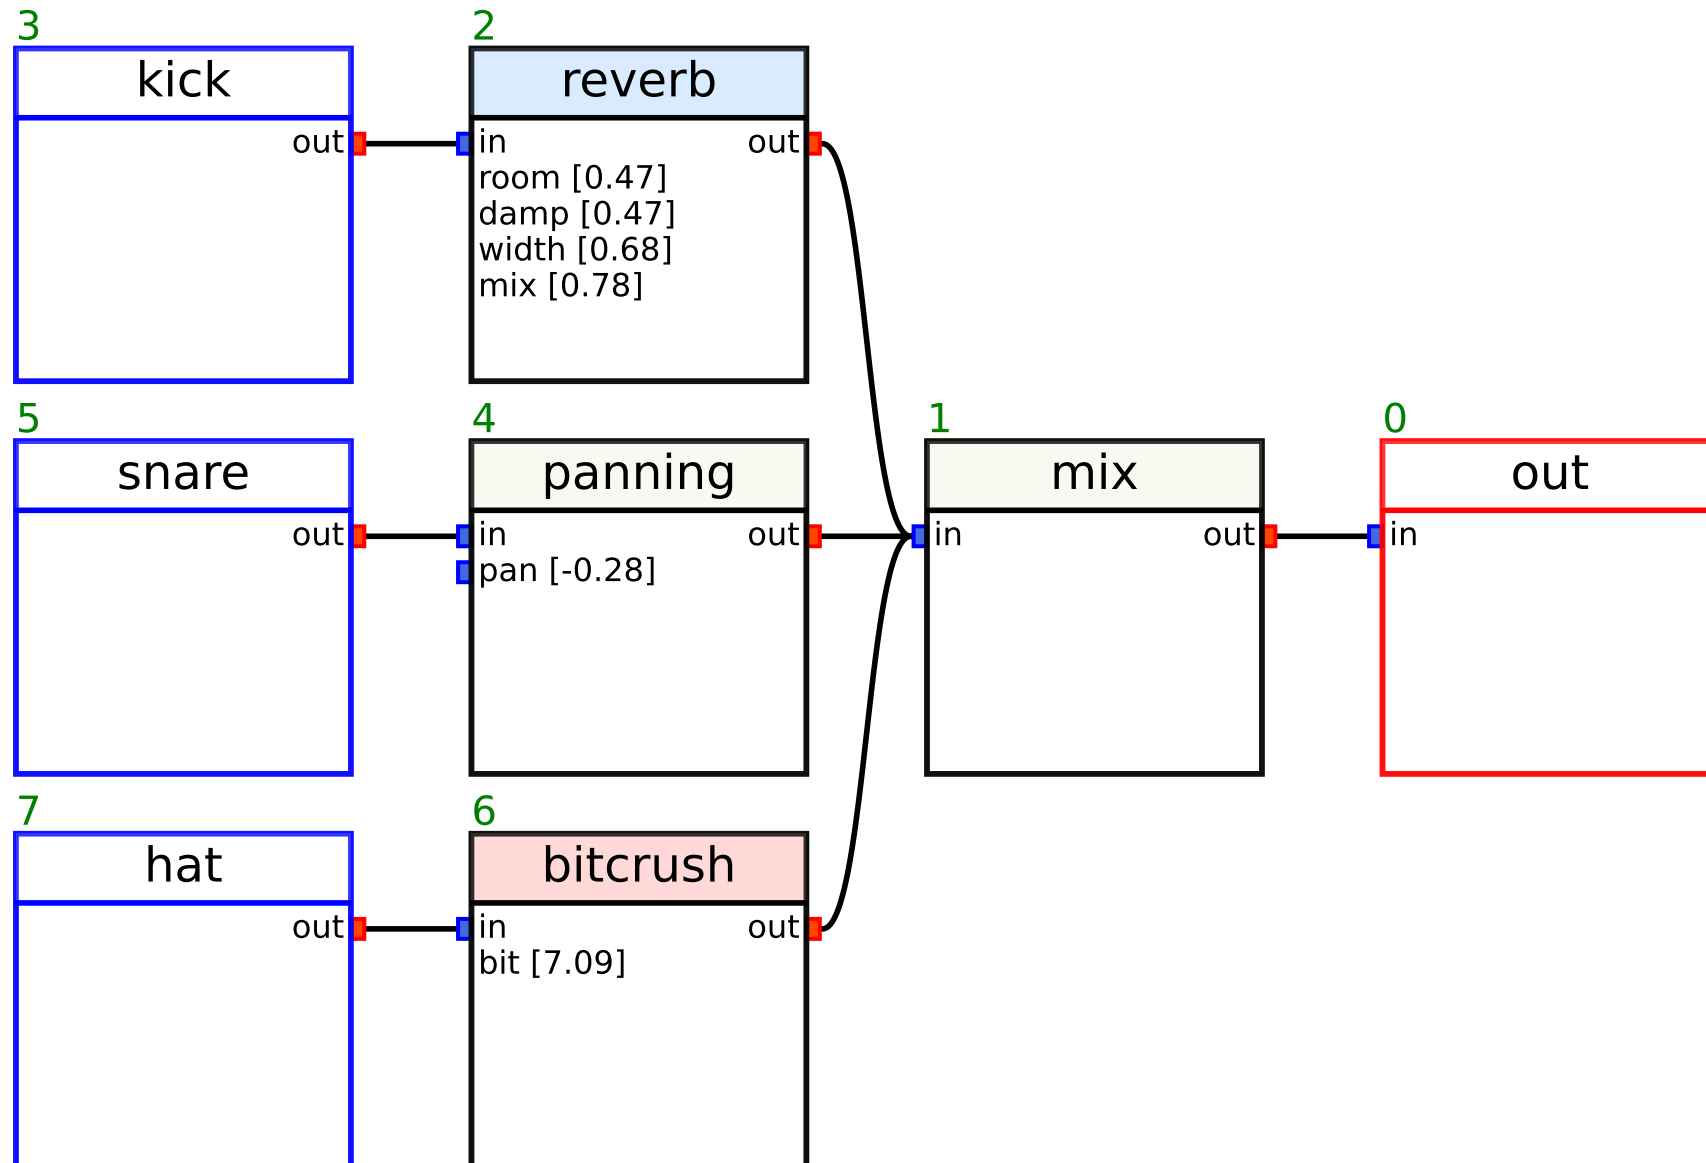 3
kick
out
2
reverb
in
out
room [0.47]
damp [0.47]
width [0.68]
mix [0.78]
5
snare
out
4
panning
in
out
pan [-0.28]
1
mix
in
out
0
out
in
7
hat
out
6
bitcrush
in
out
bit [7.09]